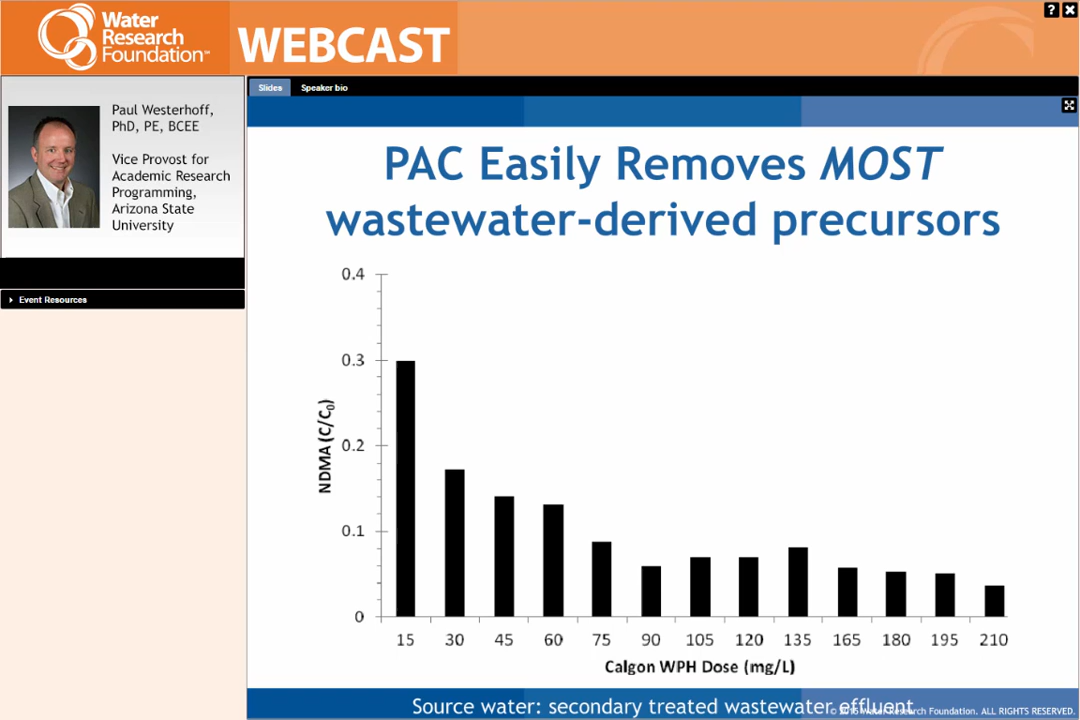 Water
Research
Foundation™
WEBCAST
? X
Paul Westerhoff,
PhD, PE, BCEE
Vice Provost for
Academic Research
Programming,
Arizona State
University
Event Resources
Slides Speaker bio
PAC Easily Removes MOST
wastewater-derived precursors
0.4
0.3
0.2
0.1
0
NDMA (C/C₀)
15 30 45 60 75 90 105 120 135 165 180 195 210
Calgon WPH Dose (mg/L)
Source water: secondary treated wastewater effluent
Water Research Foundation. ALL RIGHTS RESERVED.